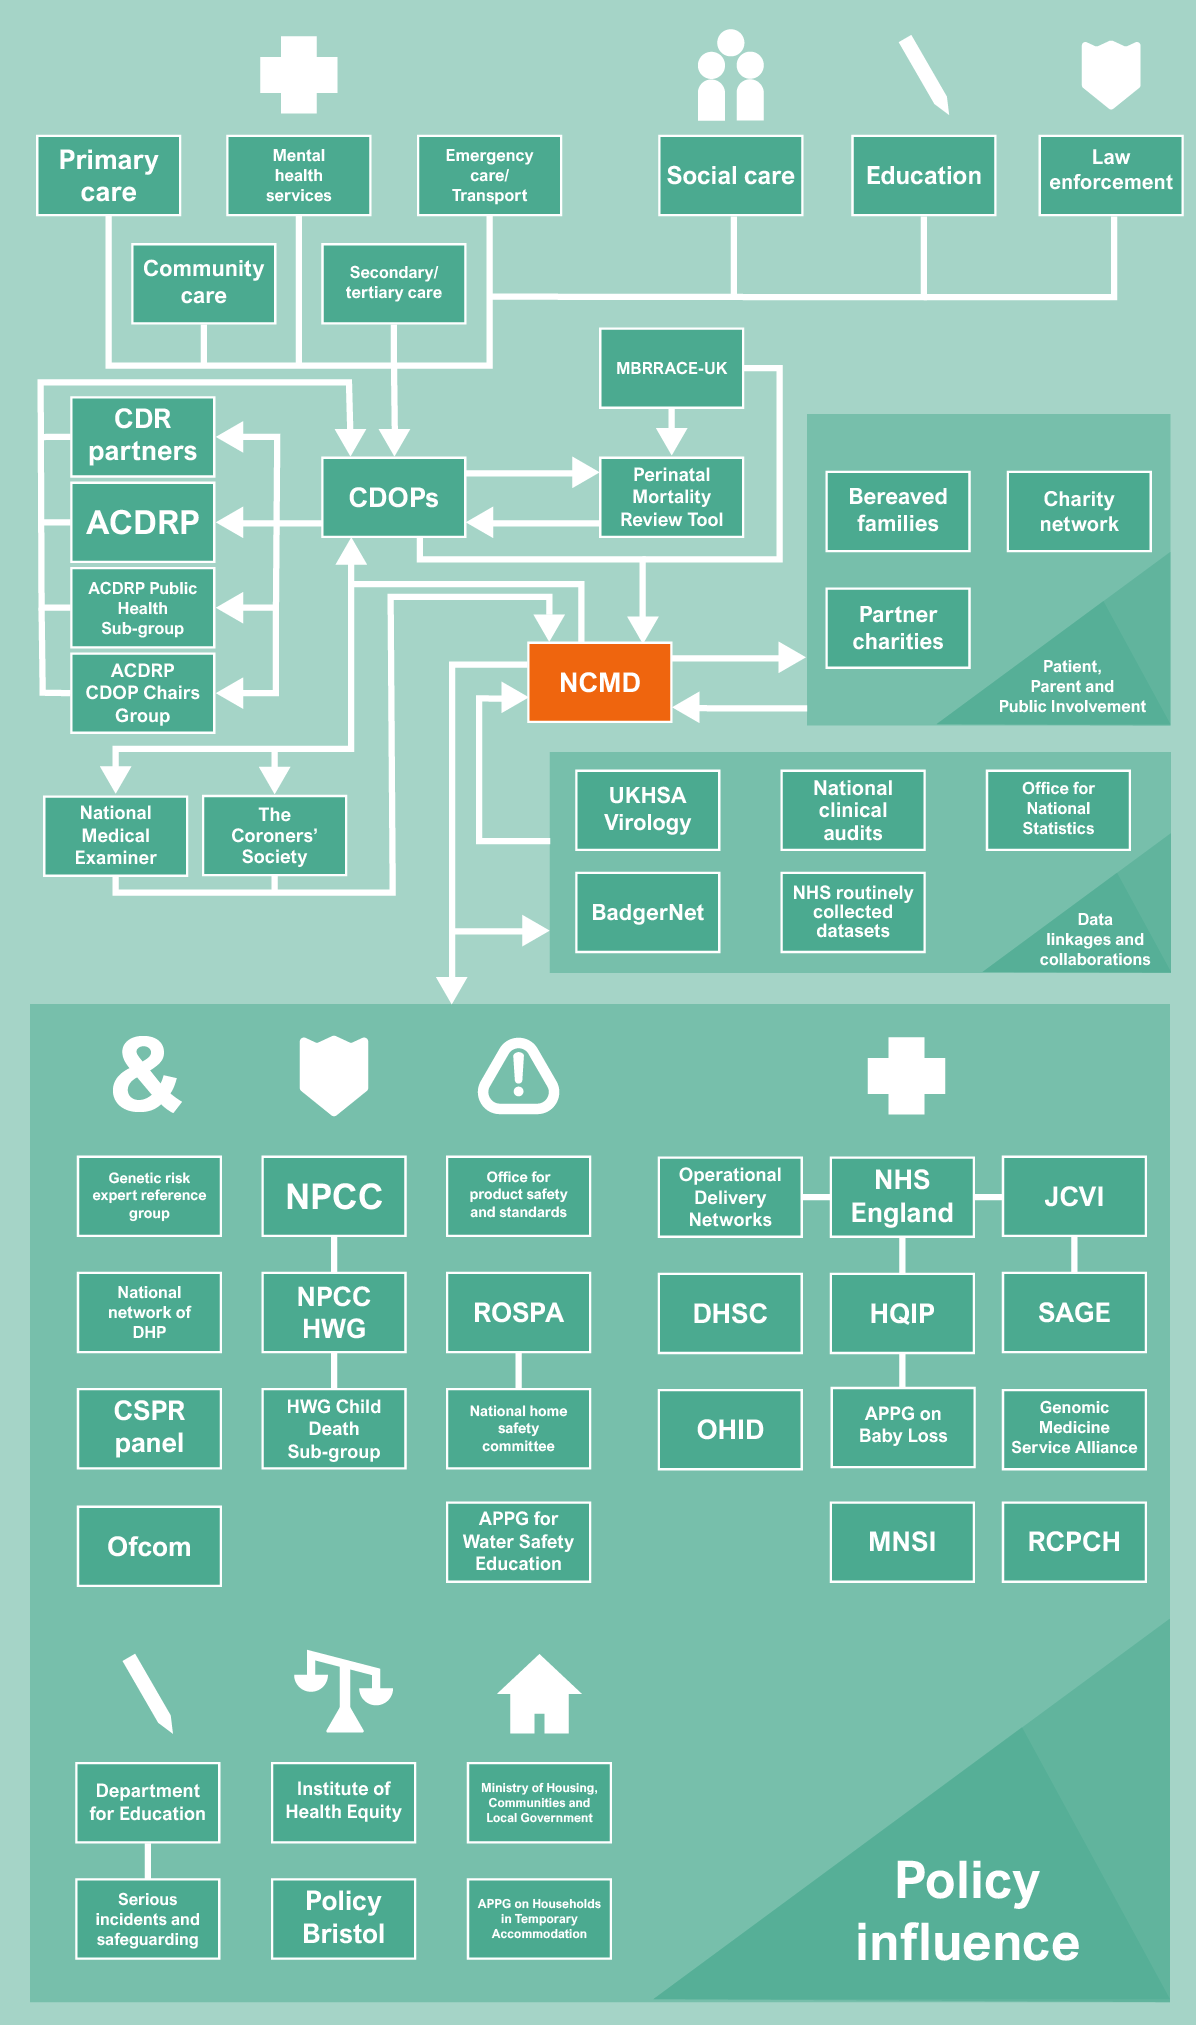 Primary
care
Mental
health
services
Emergency
care/
Transport
Social care
Education
Law
enforcement
Community
care
Secondary/
tertiary care
MBRRACE-UK
CDR
partners
ACDRP
ACDRP Public
Health
Sub-group
ACDRP
CDOP Chairs
Group
CDOPs
Perinatal
Mortality
Review Tool
Bereaved
families
Charity
network
Partner
charities
Patient,
Parent and
Public Involvement
NCMD
National
Medical
Examiner
The
Coroners’
Society
UKHSA
Virology
National
clinical
audits
Office for
National
Statistics
BadgerNet
NHS routinely
collected
datasets
Data
linkages and
collaborations
&
!
Genetic risk
expert reference
group
NPCC
Office for
product safety
and standards
Operational
Delivery
Networks
NHS
England
JCVI
National
network of
DHP
NPCC
HWG
ROSPA
DHSC
HQIP
SAGE
CSPR
panel
HWG Child
Death
Sub-group
National home
safety
committee
OHID
APPG on
Baby Loss
Genomic
Medicine
Service Alliance
Ofcom
APPG for
Water Safety
Education
MNSI
RCPCH
Department
for Education
Institute of
Health Equity
Ministry of Housing,
Communities and
Local Government
Serious
incidents and
safeguarding
Policy
Bristol
APPG on Households
in Temporary
Accommodation
Policy
influence